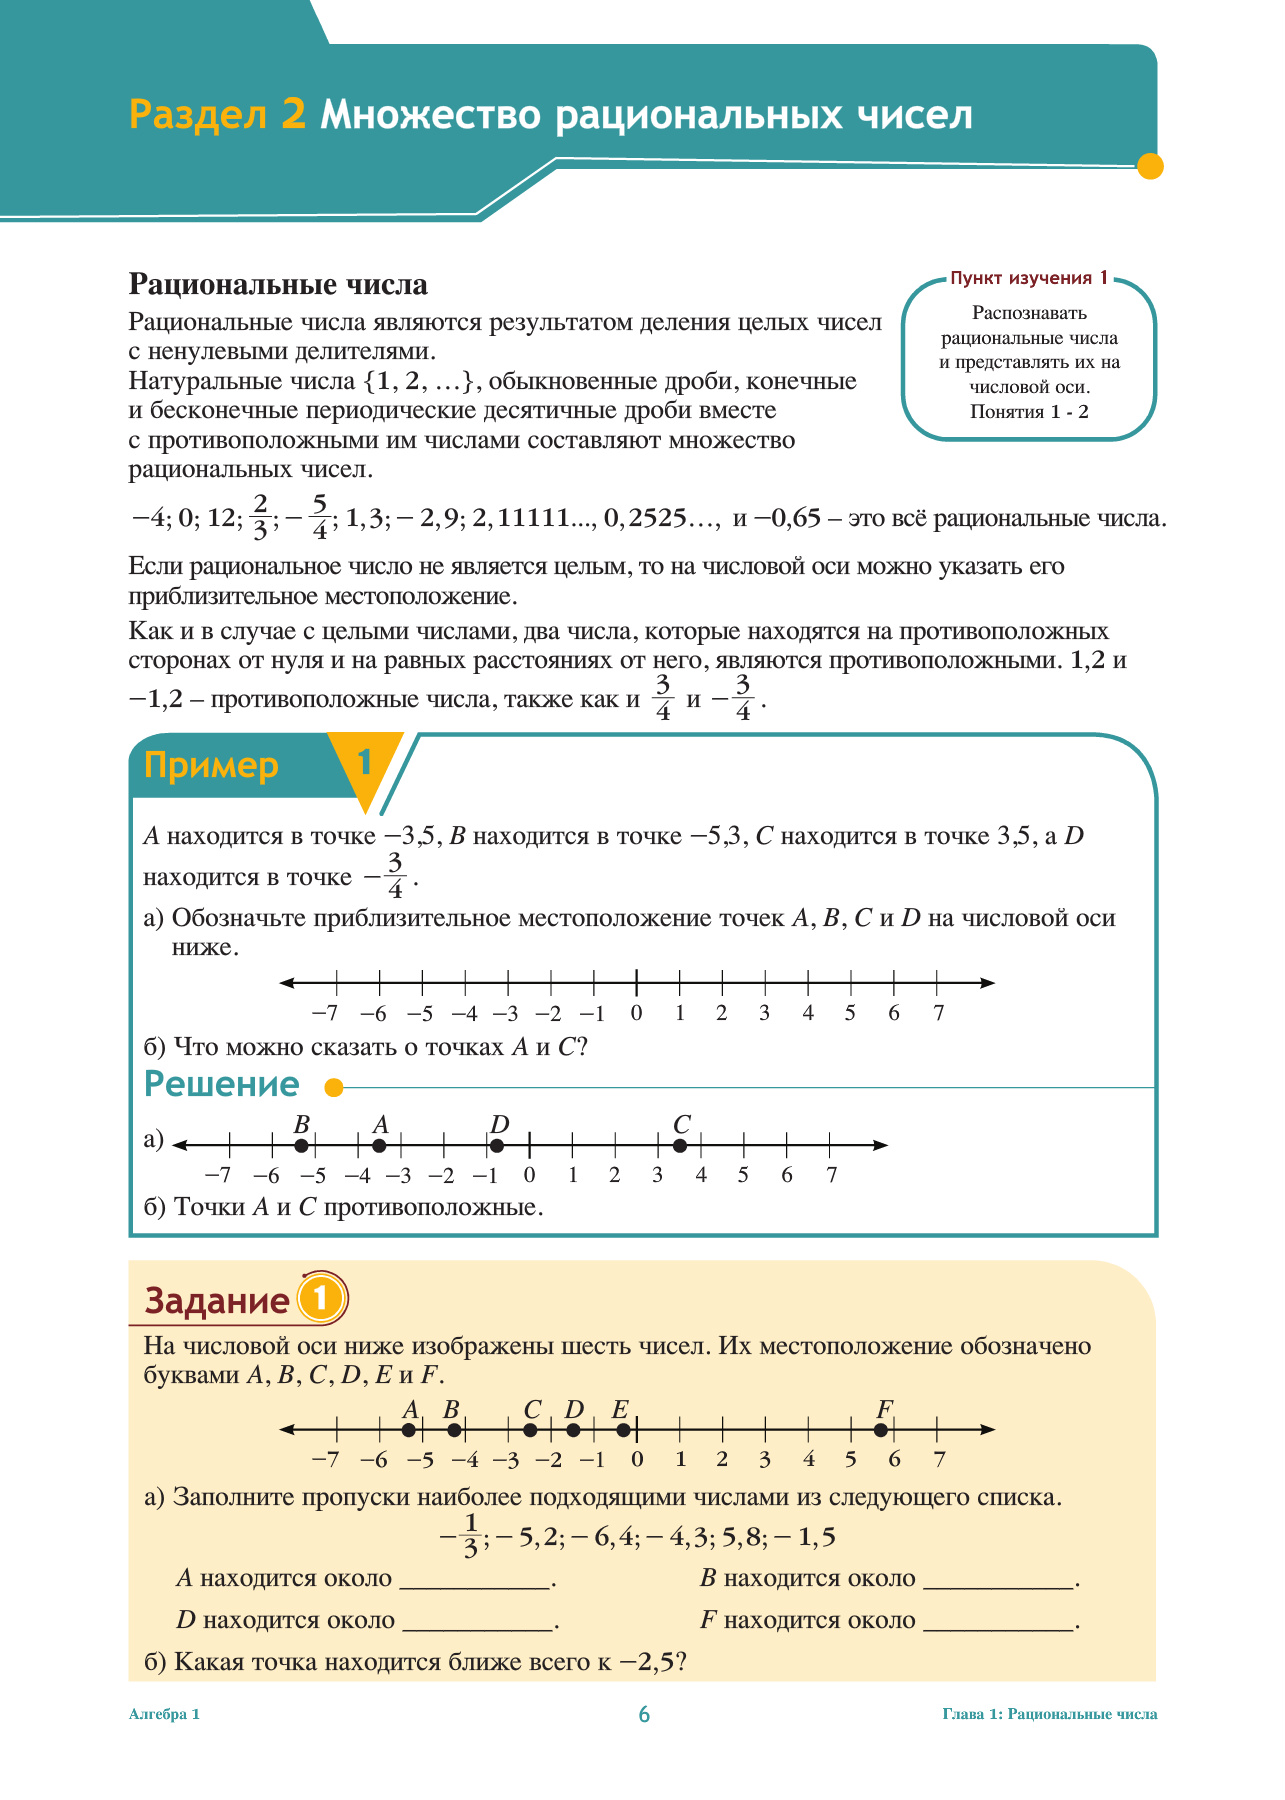 Раздел 2 Множество рациональных чисел
Рациональные числа
Рациональные числа являются результатом деления целых чисел
с ненулевыми делителями.
Натуральные числа {1, 2, …}, обыкновенные дроби, конечные
и бесконечные периодические десятичные дроби вместе
с противоположными им числами составляют множество
рациональных чисел.
Пункт изучения 1
Распознавать
рациональные числа
и представлять их на
числовой оси.
Понятия 1 - 2
−4; 0; 12; 2/3; − 5/4; 1,3; − 2,9; 2,11111..., 0,2525…, и −0,65 – это всё рациональные числа.
Если рациональное число не является целым, то на числовой оси можно указать его
приблизительное местоположение.
Как и в случае с целыми числами, два числа, которые находятся на противоположных
сторонах от нуля и на равных расстояниях от него, являются противоположными. 1,2 и
−1,2 – противоположные числа, также как и 3/4 и −3/4.
Пример 1
A находится в точке −3,5, B находится в точке −5,3, C находится в точке 3,5, а D
находится в точке −3/4.
а) Обозначьте приблизительное местоположение точек A, B, C и D на числовой оси
ниже.
−7 −6 −5 −4 −3 −2 −1 0 1 2 3 4 5 6 7
б) Что можно сказать о точках A и C?
Решение
B A D C
а)
−7 −6 −5 −4 −3 −2 −1 0 1 2 3 4 5 6 7
б) Точки A и C противоположные.
Задание 1
На числовой оси ниже изображены шесть чисел. Их местоположение обозначено
буквами A, B, C, D, E и F.
A B C D E F
−7 −6 −5 −4 −3 −2 −1 0 1 2 3 4 5 6 7
а) Заполните пропуски наиболее подходящими числами из следующего списка.
−1/3; − 5,2; − 6,4; − 4,3; 5,8; − 1,5
A находится около ___________. B находится около ___________.
D находится около ___________. F находится около ___________.
б) Какая точка находится ближе всего к −2,5?
Алгебра 1 6 Глава 1: Рациональные числа